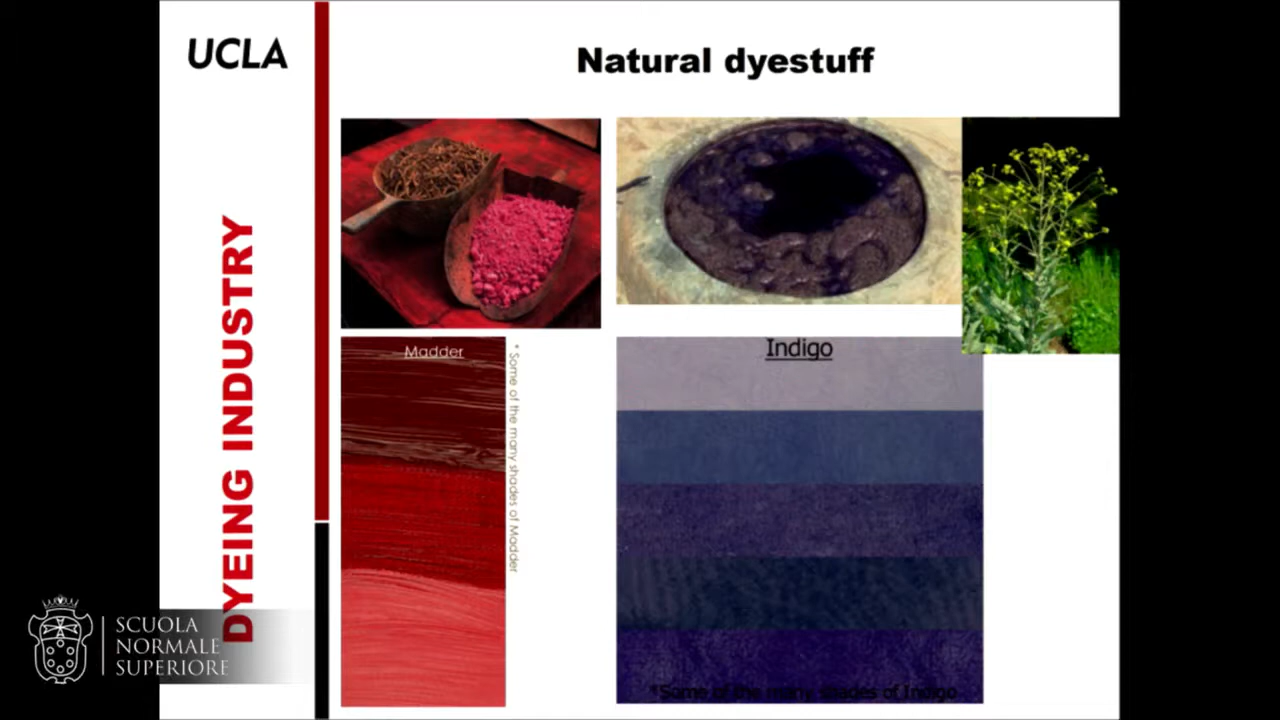 UCLA
Natural dyestuff
DYEING INDUSTRY
Madder
* Some of the many shades of Madder
Indigo
*Some of the many shades of Indigo
SCUOLA
NORMALE
SUPERIORE